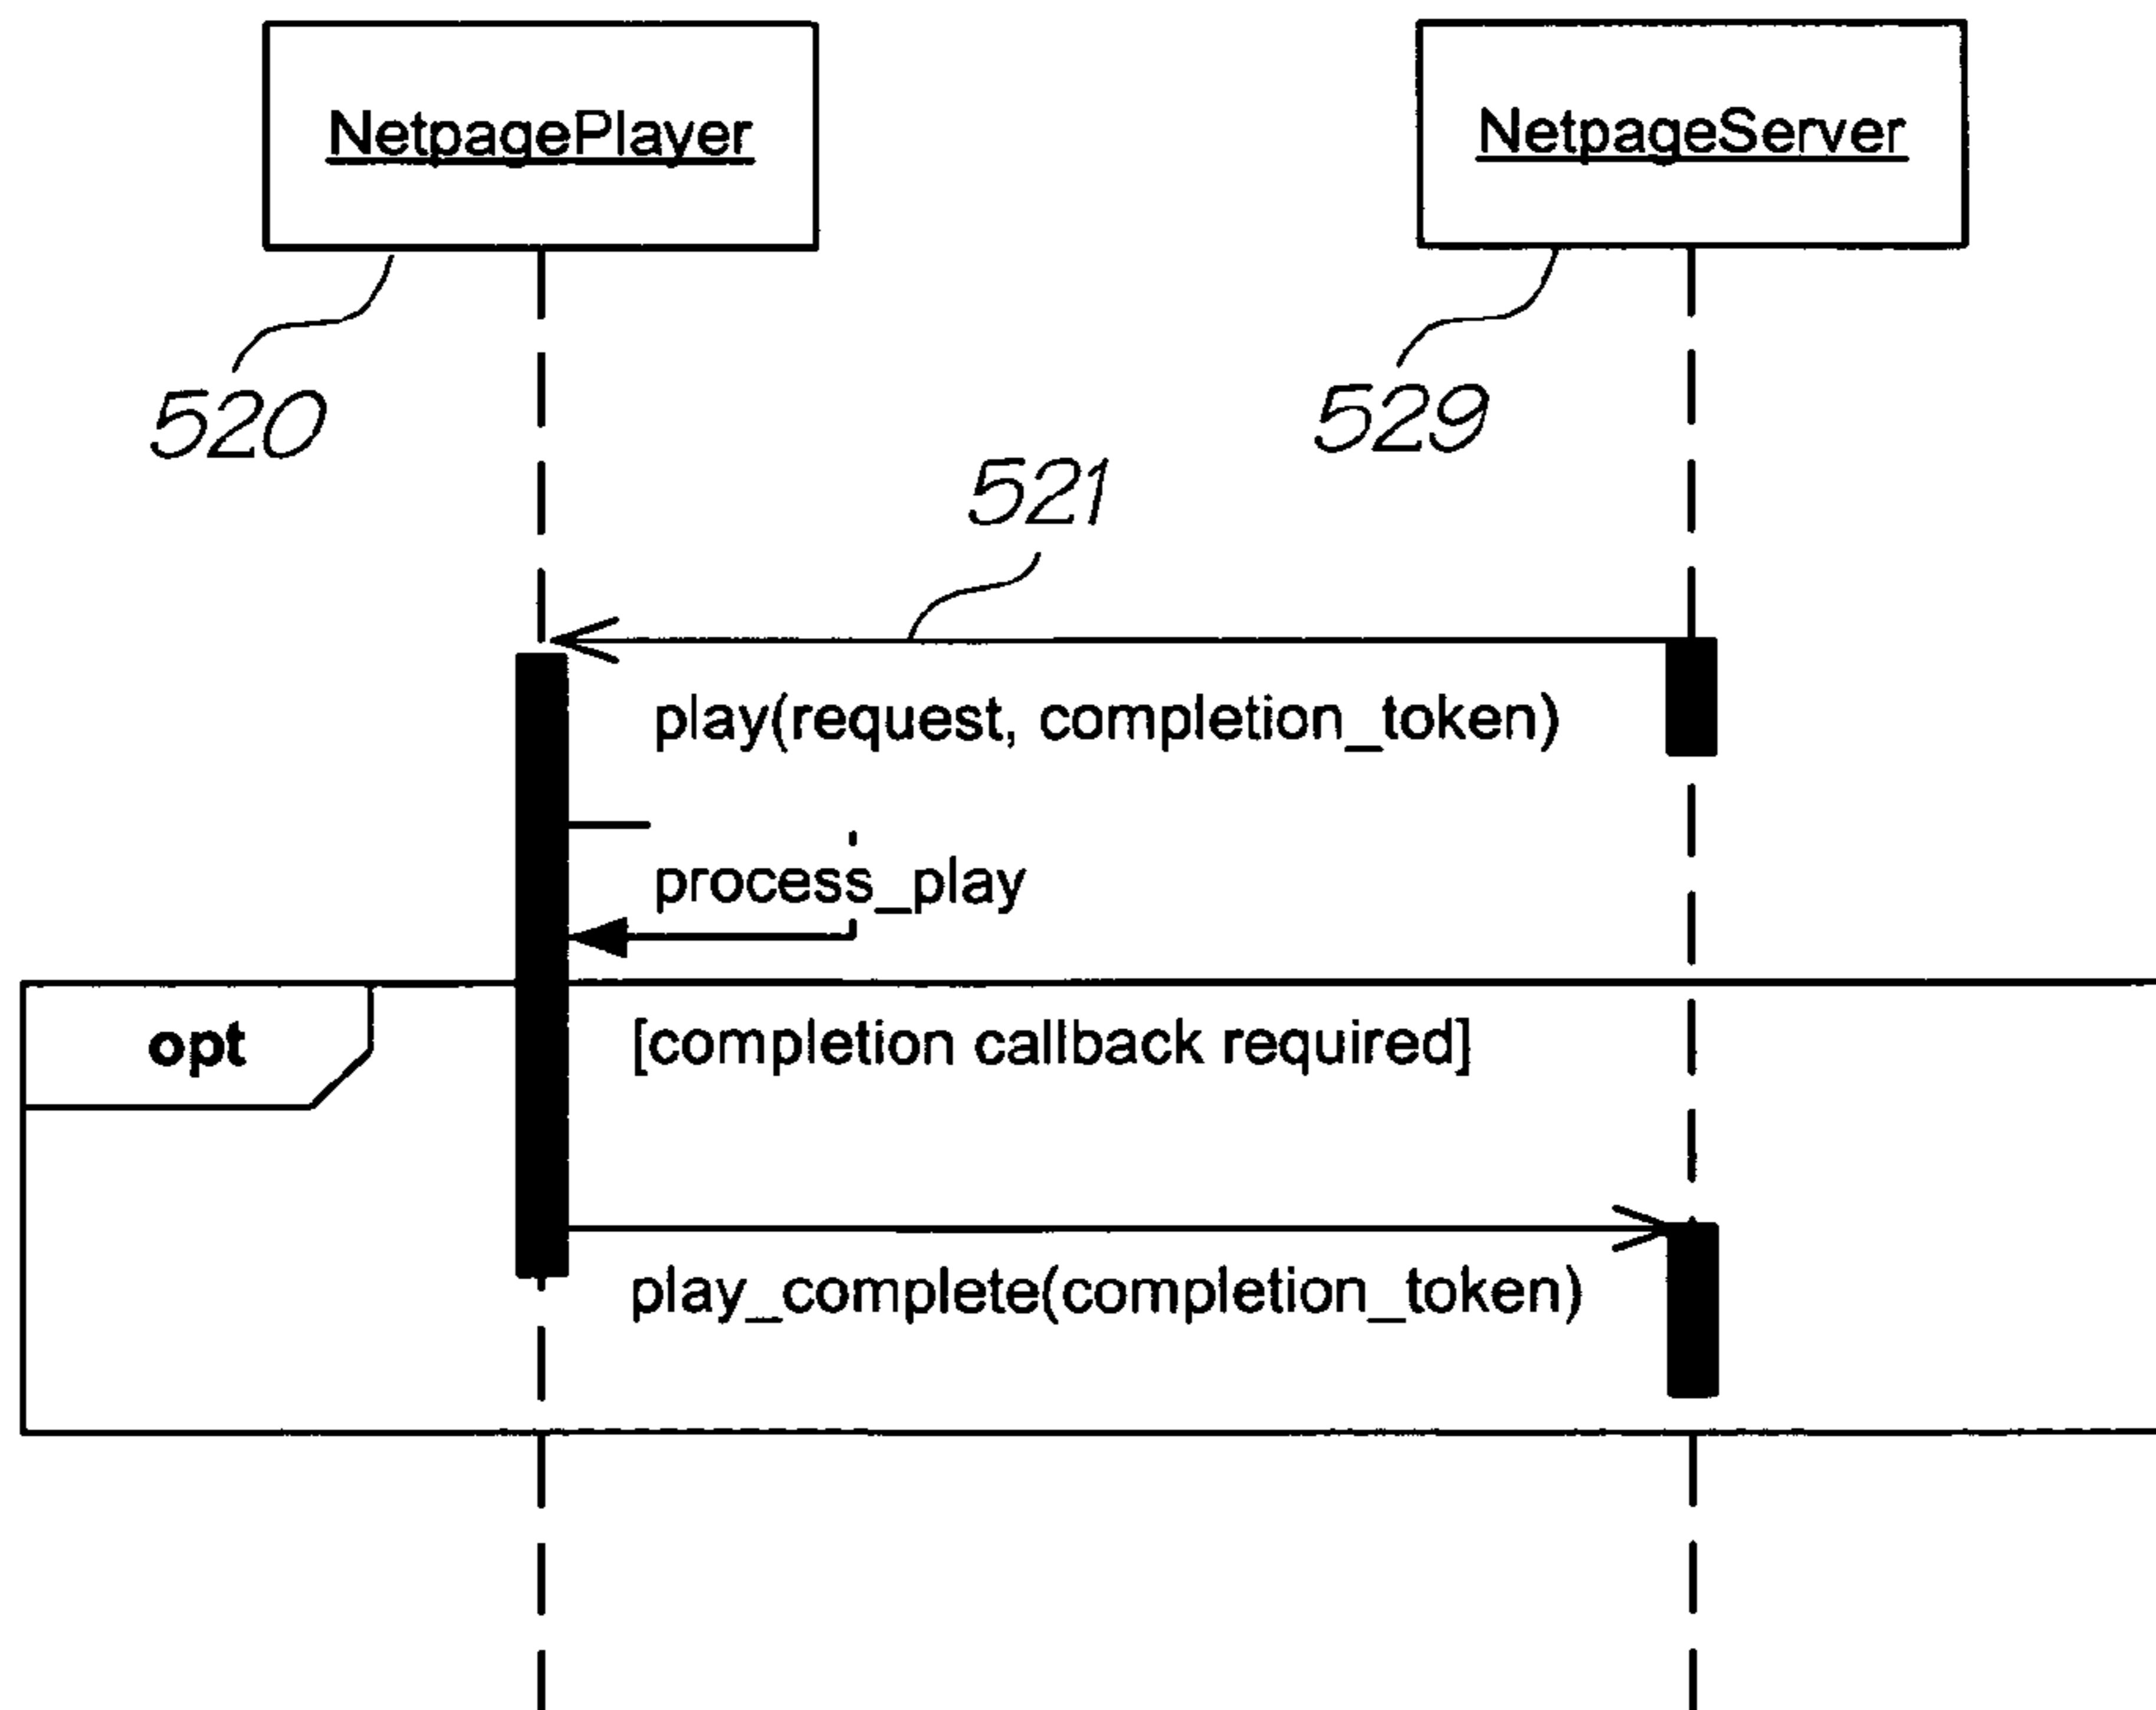 NetpagePlayer
NetpageServer
520
529
521
play(request, completion_token)
process_play
opt
[completion callback required]
play_complete(completion_token)